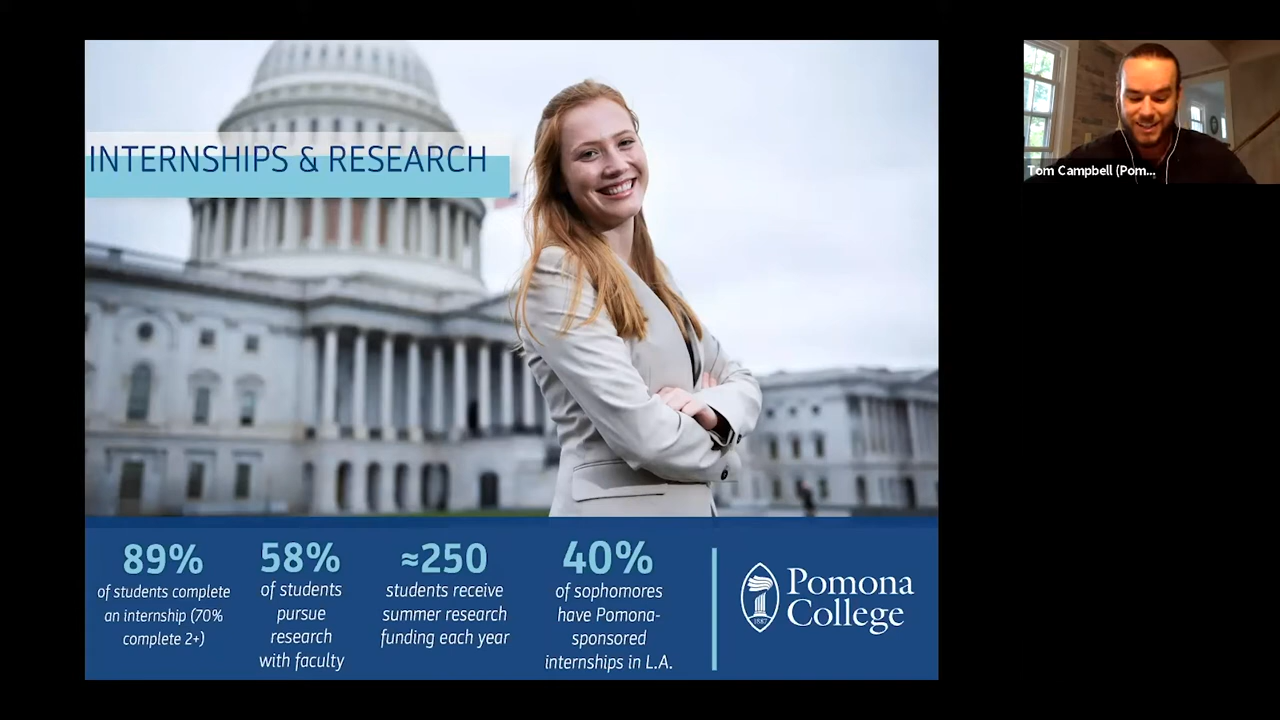 INTERNSHIPS & RESEARCH
Tom Campbell (Pom...
89%
of students complete
an internship (70%
complete 2+)
58%
of students
pursue
research
with faculty
≈250
students receive
summer research
funding each year
40%
of sophomores
have Pomona-
sponsored
internships in L.A.
1887
Pomona
College